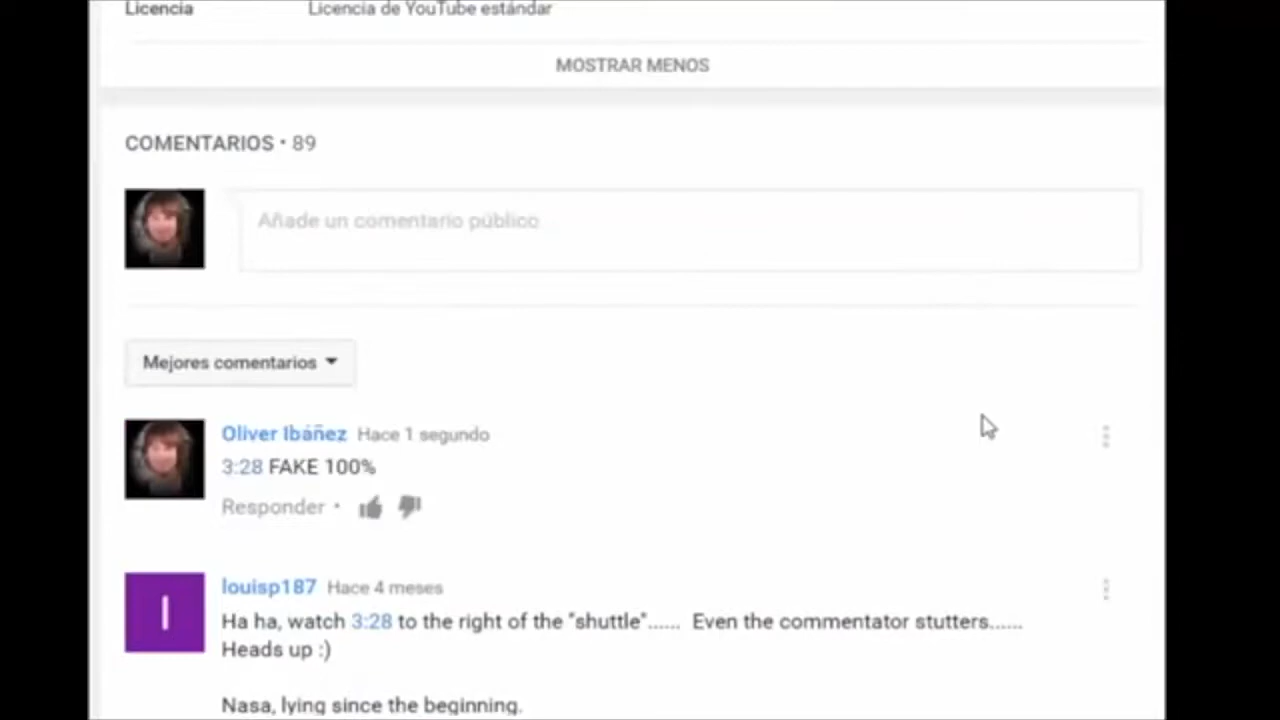 Licencia Licencia de YouTube estándar
MOSTRAR MENOS
COMENTARIOS • 89
Añade un comentario público
Mejores comentarios
Oliver Ibáñez Hace 1 segundo
3:28 FAKE 100%
Responder •
l
louisp187 Hace 4 meses
Ha ha, watch 3:28 to the right of the "shuttle"...... Even the commentator stutters......
Heads up :)
Nasa, lying since the beginning.